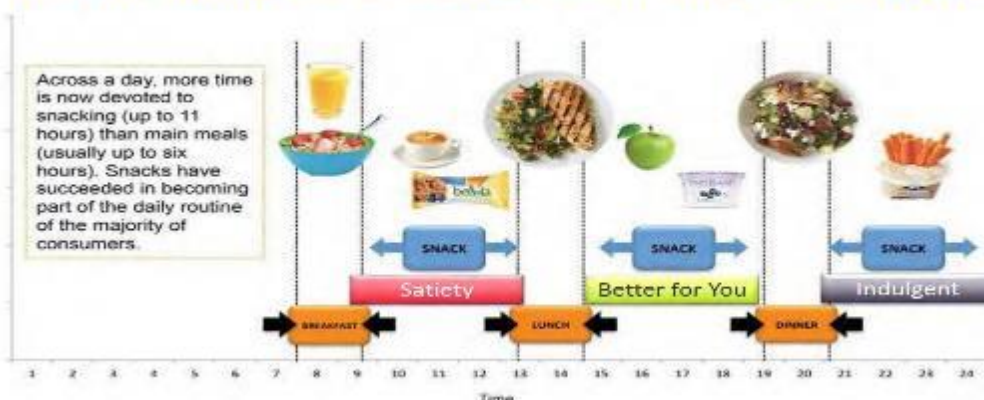 Across a day, more time
is now devoted to
snacking (up to 11
hours) than main meals
(usually up to six
hours). Snacks have
succeeded in becoming
part of the daily routine
of the majority of
consumers.
belVita
SNACK SNACK SNACK
Satiety Better for You Indulgent
BREAKFAST LUNCH DINNER
1 2 3 4 5 6 7 8 9 10 11 12 13 14 15 16 17 18 19 20 21 22 23 24
Time